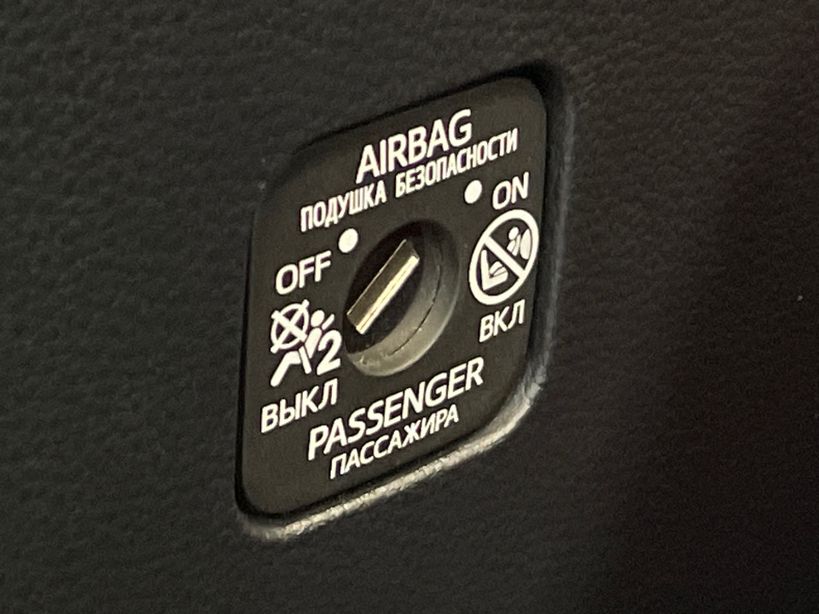 AIRBAG
ПОДУШКА БЕЗОПАСНОСТИ
OFF
ON
2
ВЫКЛ
ВКЛ
PASSENGER
ПАССАЖИРА